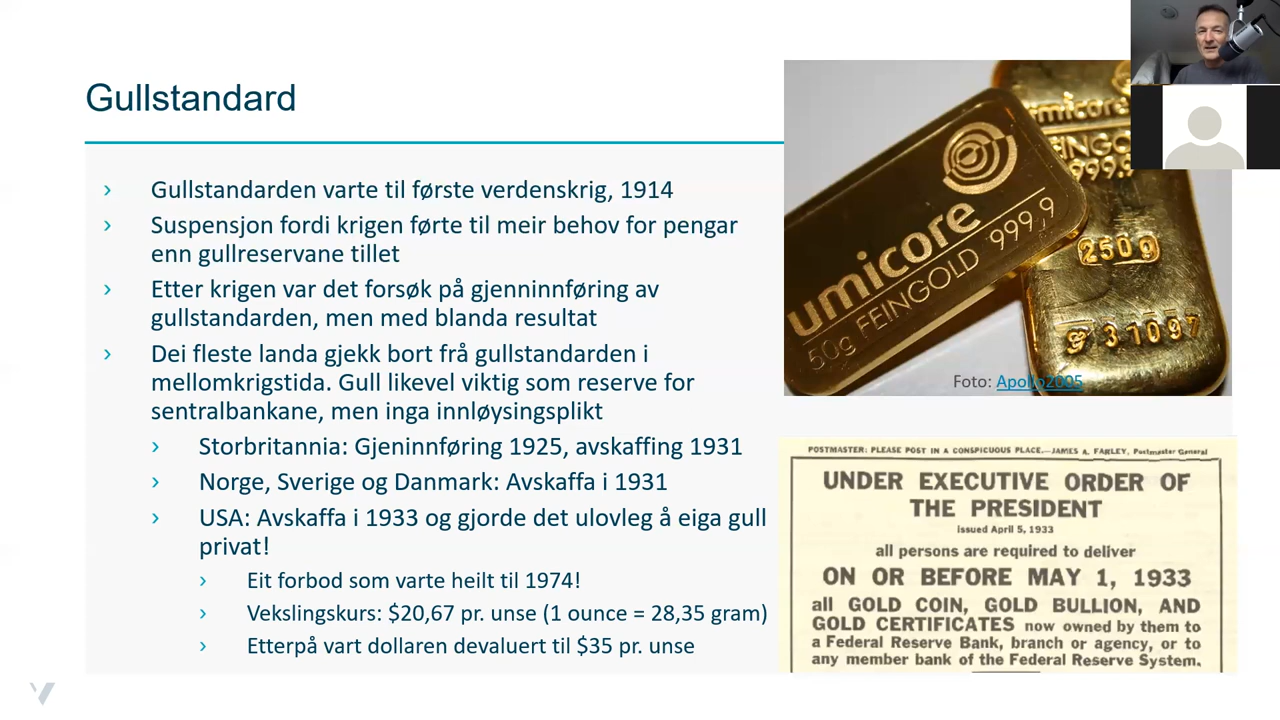 Gullstandard
› Gullstandarden varte til første verdenskrig, 1914
› Suspensjon fordi krigen førte til meir behov for pengar
enn gullreservane tillet
› Etter krigen var det forsøk på gjenninnføring av
gullstandarden, men med blanda resultat
› Dei fleste landa gjekk bort frå gullstandarden i
mellomkrigstida. Gull likevel viktig som reserve for
sentralbankane, men inga innløysingsplikt
› Storbritannia: Gjeninnføring 1925, avskaffing 1931
› Norge, Sverige og Danmark: Avskaffa i 1931
› USA: Avskaffa i 1933 og gjorde det ulovleg å eiga gull
privat!
› Eit forbod som varte heilt til 1974!
› Vekslingskurs: $20,67 pr. unse (1 ounce = 28,35 gram)
› Etterpå vart dollaren devaluert til $35 pr. unse
umicore
50g FEINGOLD 999,9
umicore
FEINGO
999.9
250g
31097
Foto: Apollo2005
POSTMASTER: PLEASE POST IN A CONSPICUOUS PLACE.—JAMES A. FARLEY, Postmaster General
UNDER EXECUTIVE ORDER OF
THE PRESIDENT
Issued April 5, 1933
all persons are required to deliver
ON OR BEFORE MAY 1, 1933
all GOLD COIN, GOLD BULLION, AND
GOLD CERTIFICATES now owned by them to
a Federal Reserve Bank, branch or agency, or to
any member bank of the Federal Reserve System.